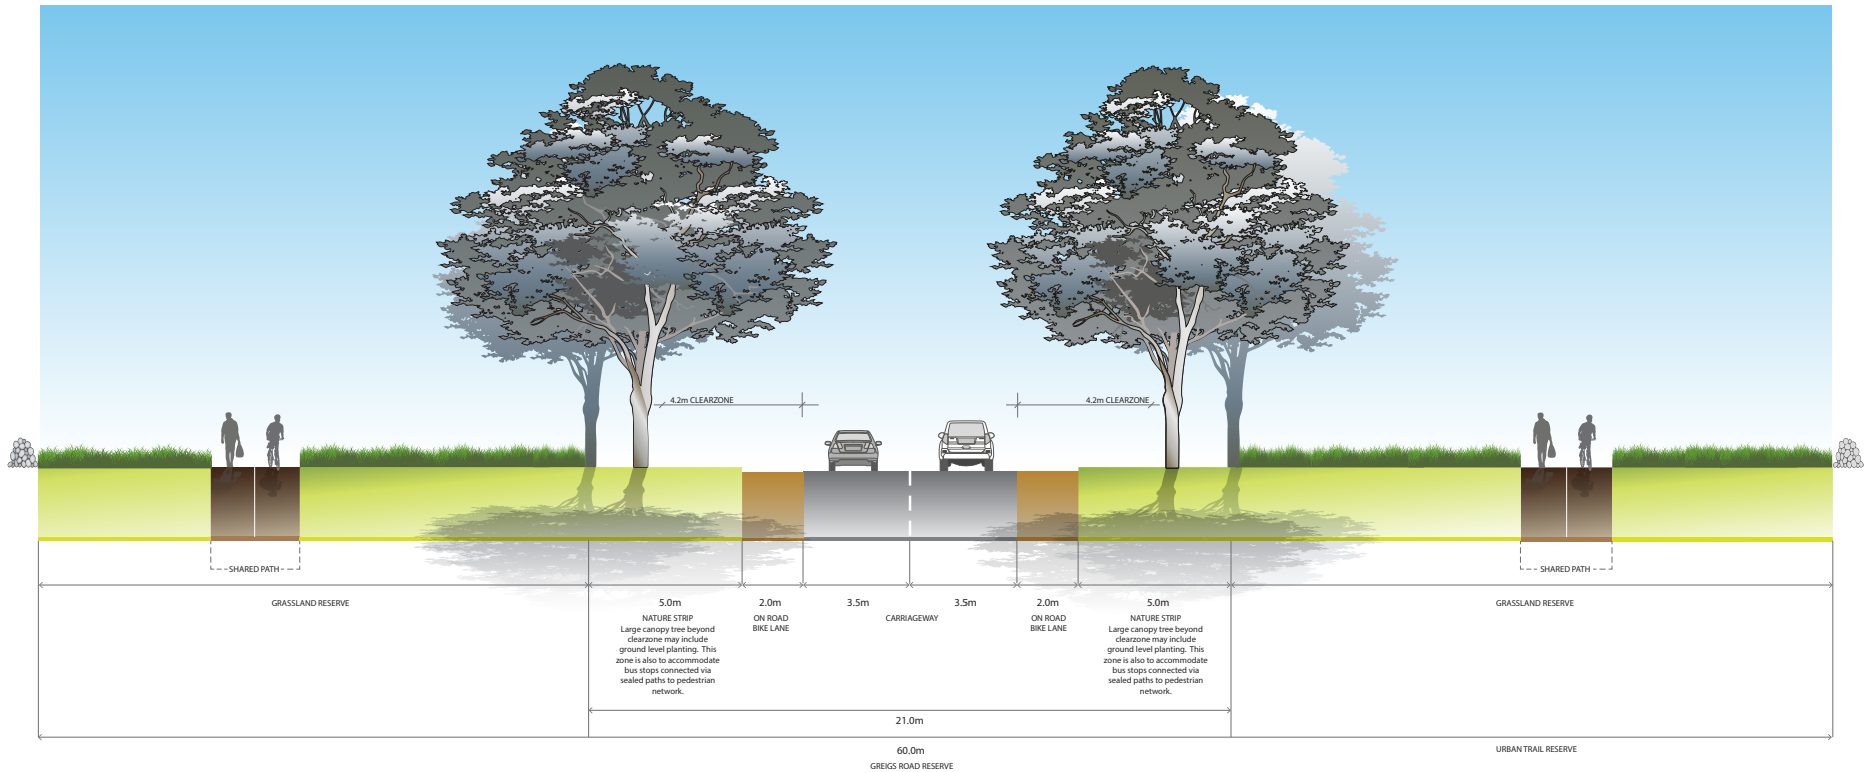 4.2m CLEARZONE
4.2m CLEARZONE
SHARED PATH
SHARED PATH
GRASSLAND RESERVE
5.0m
NATURE STRIP
Large canopy tree beyond
clearzone may include
ground level planting. This
zone is also to accommodate
bus stops connected via
sealed paths to pedestrian
network.
2.0m
ON ROAD
BIKE LANE
3.5m
3.5m
CARRIAGEWAY
2.0m
ON ROAD
BIKE LANE
5.0m
NATURE STRIP
Large canopy tree beyond
clearzone may include
ground level planting. This
zone is also to accommodate
bus stops connected via
sealed paths to pedestrian
network.
GRASSLAND RESERVE
21.0m
60.0m
GREIGS ROAD RESERVE
URBAN TRAIL RESERVE